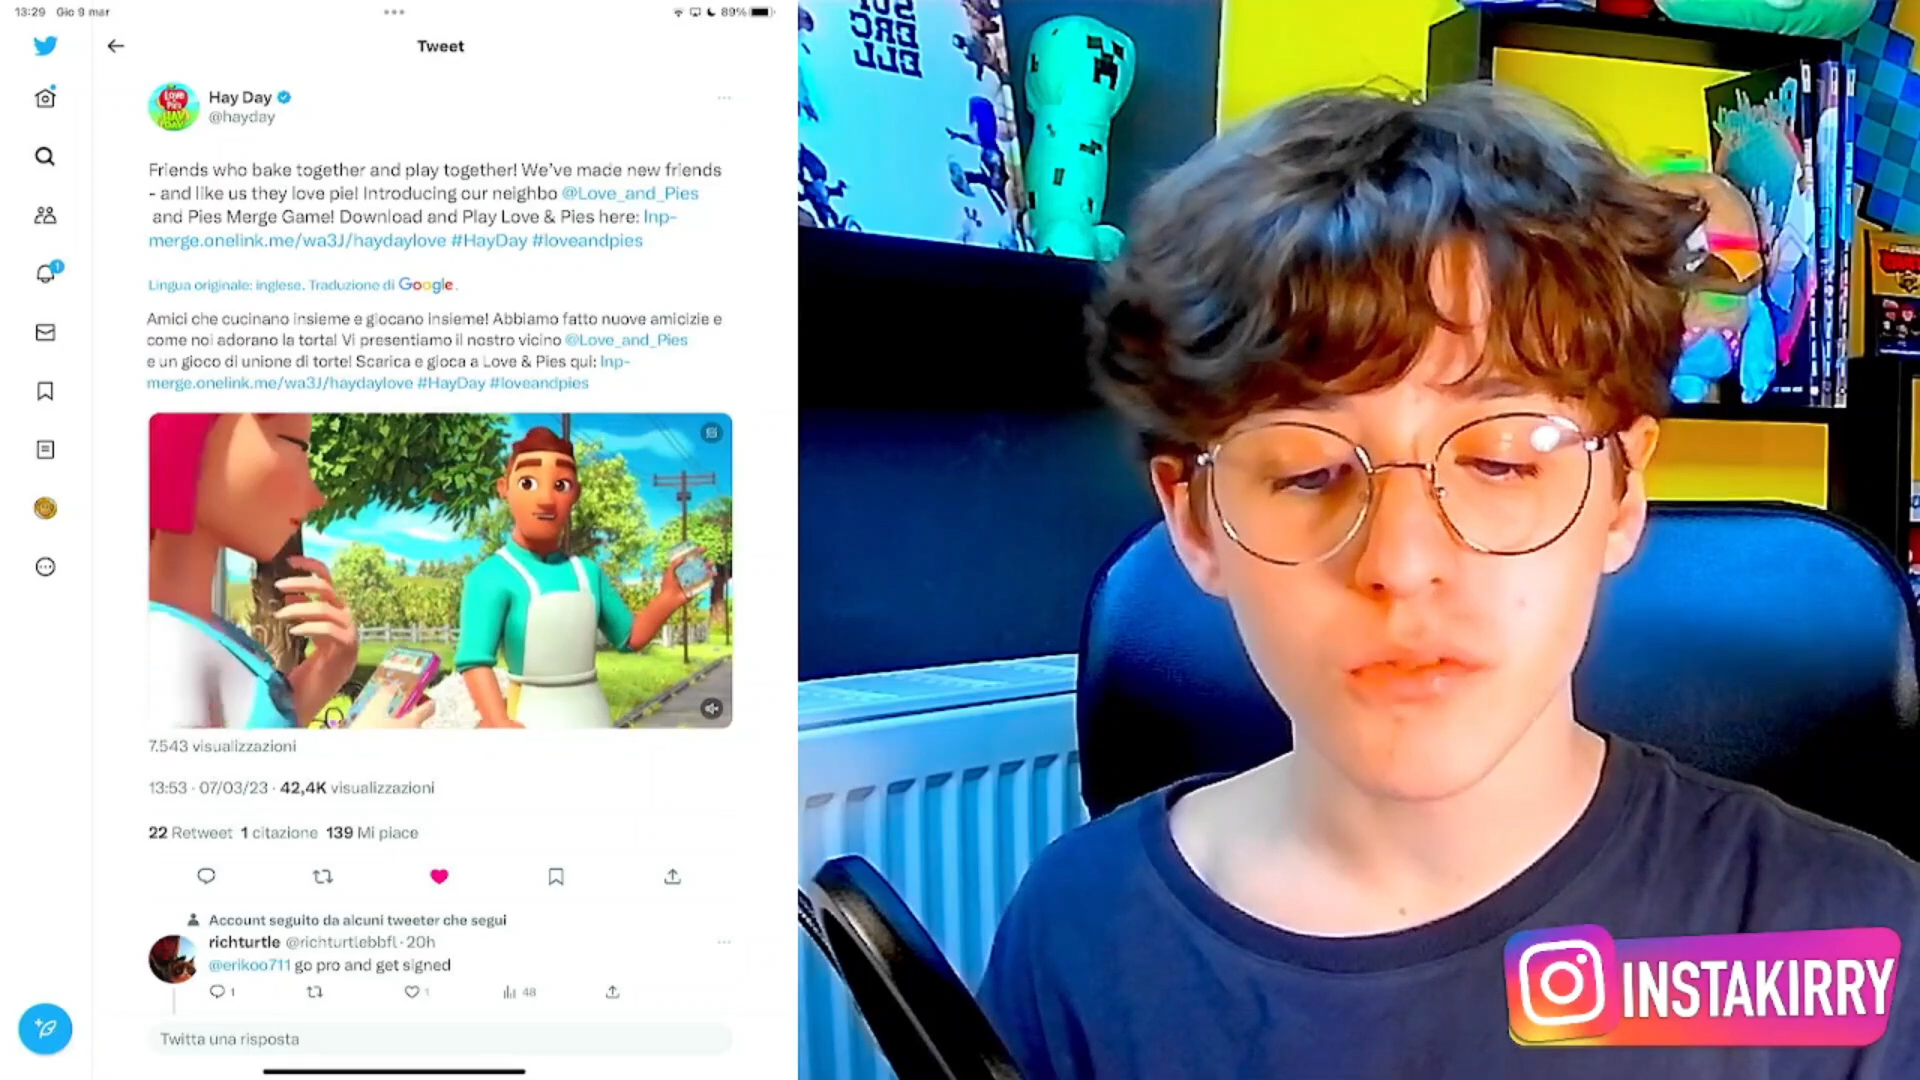 13:29 Gio 9 mar
89%
Tweet
Hay Day
@hayday
Friends who bake together and play together! We've made new friends
- and like us they love pie! Introducing our neighbo @Love_and_Pies
and Pies Merge Game! Download and Play Love & Pies here: lnp-
merge.onelink.me/wa3J/haydaylove #HayDay #loveandpies
Lingua originale: inglese. Traduzione di Google.
Amici che cucinano insieme e giocano insieme! Abbiamo fatto nuove amicizie e
come noi adorano la torta! Vi presentiamo il nostro vicino @Love_and_Pies
e un gioco di unione di torte! Scarica e gioca a Love & Pies qui: lnp-
merge.onelink.me/wa3J/haydaylove #HayDay #loveandpies
7.543 visualizzazioni
13:53 · 07/03/23 · 42,4K visualizzazioni
22 Retweet 1 citazione 139 Mi piace
Account seguito da alcuni tweeter che segui
richturtle @richturtlebbfl · 20h
@erikoo711 go pro and get signed
1
1
48
Twitta una risposta
SUP
ERC
ELL
INSTAKIRRY